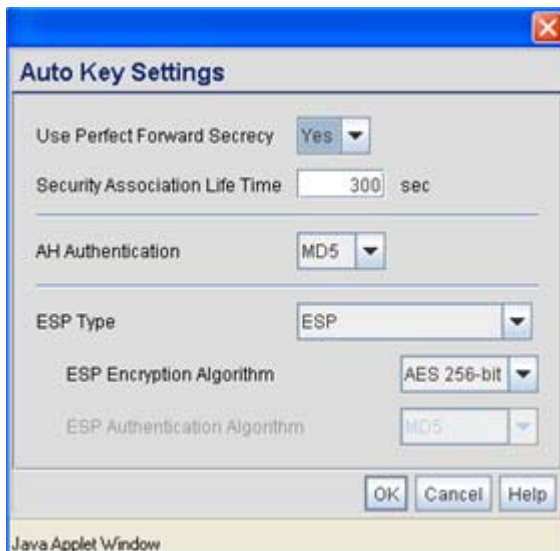 Auto Key Settings
Use Perfect Forward Secrecy Yes
Security Association Life Time 300 sec
AH Authentication MD5
ESP Type ESP
ESP Encryption Algorithm AES 256-bit
ESP Authentication Algorithm MD5
OK Cancel Help
Java Applet Window